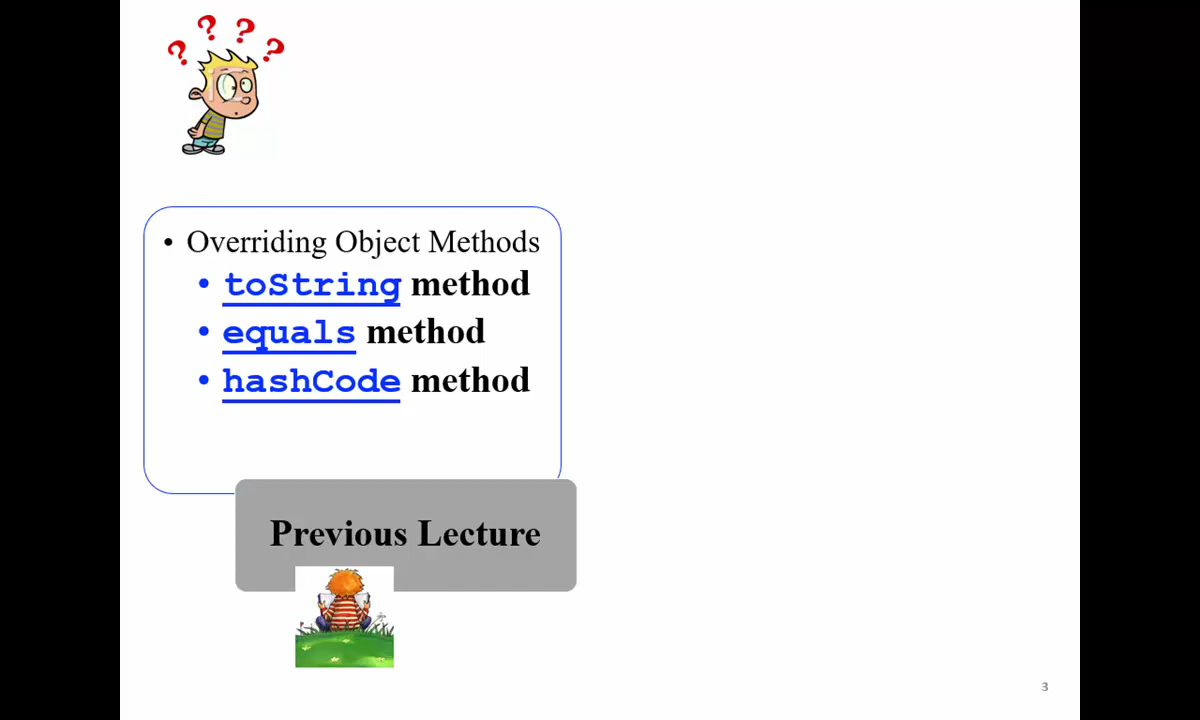 ? ? ? ?
• Overriding Object Methods
• toString method
• equals method
• hashCode method
Previous Lecture
3